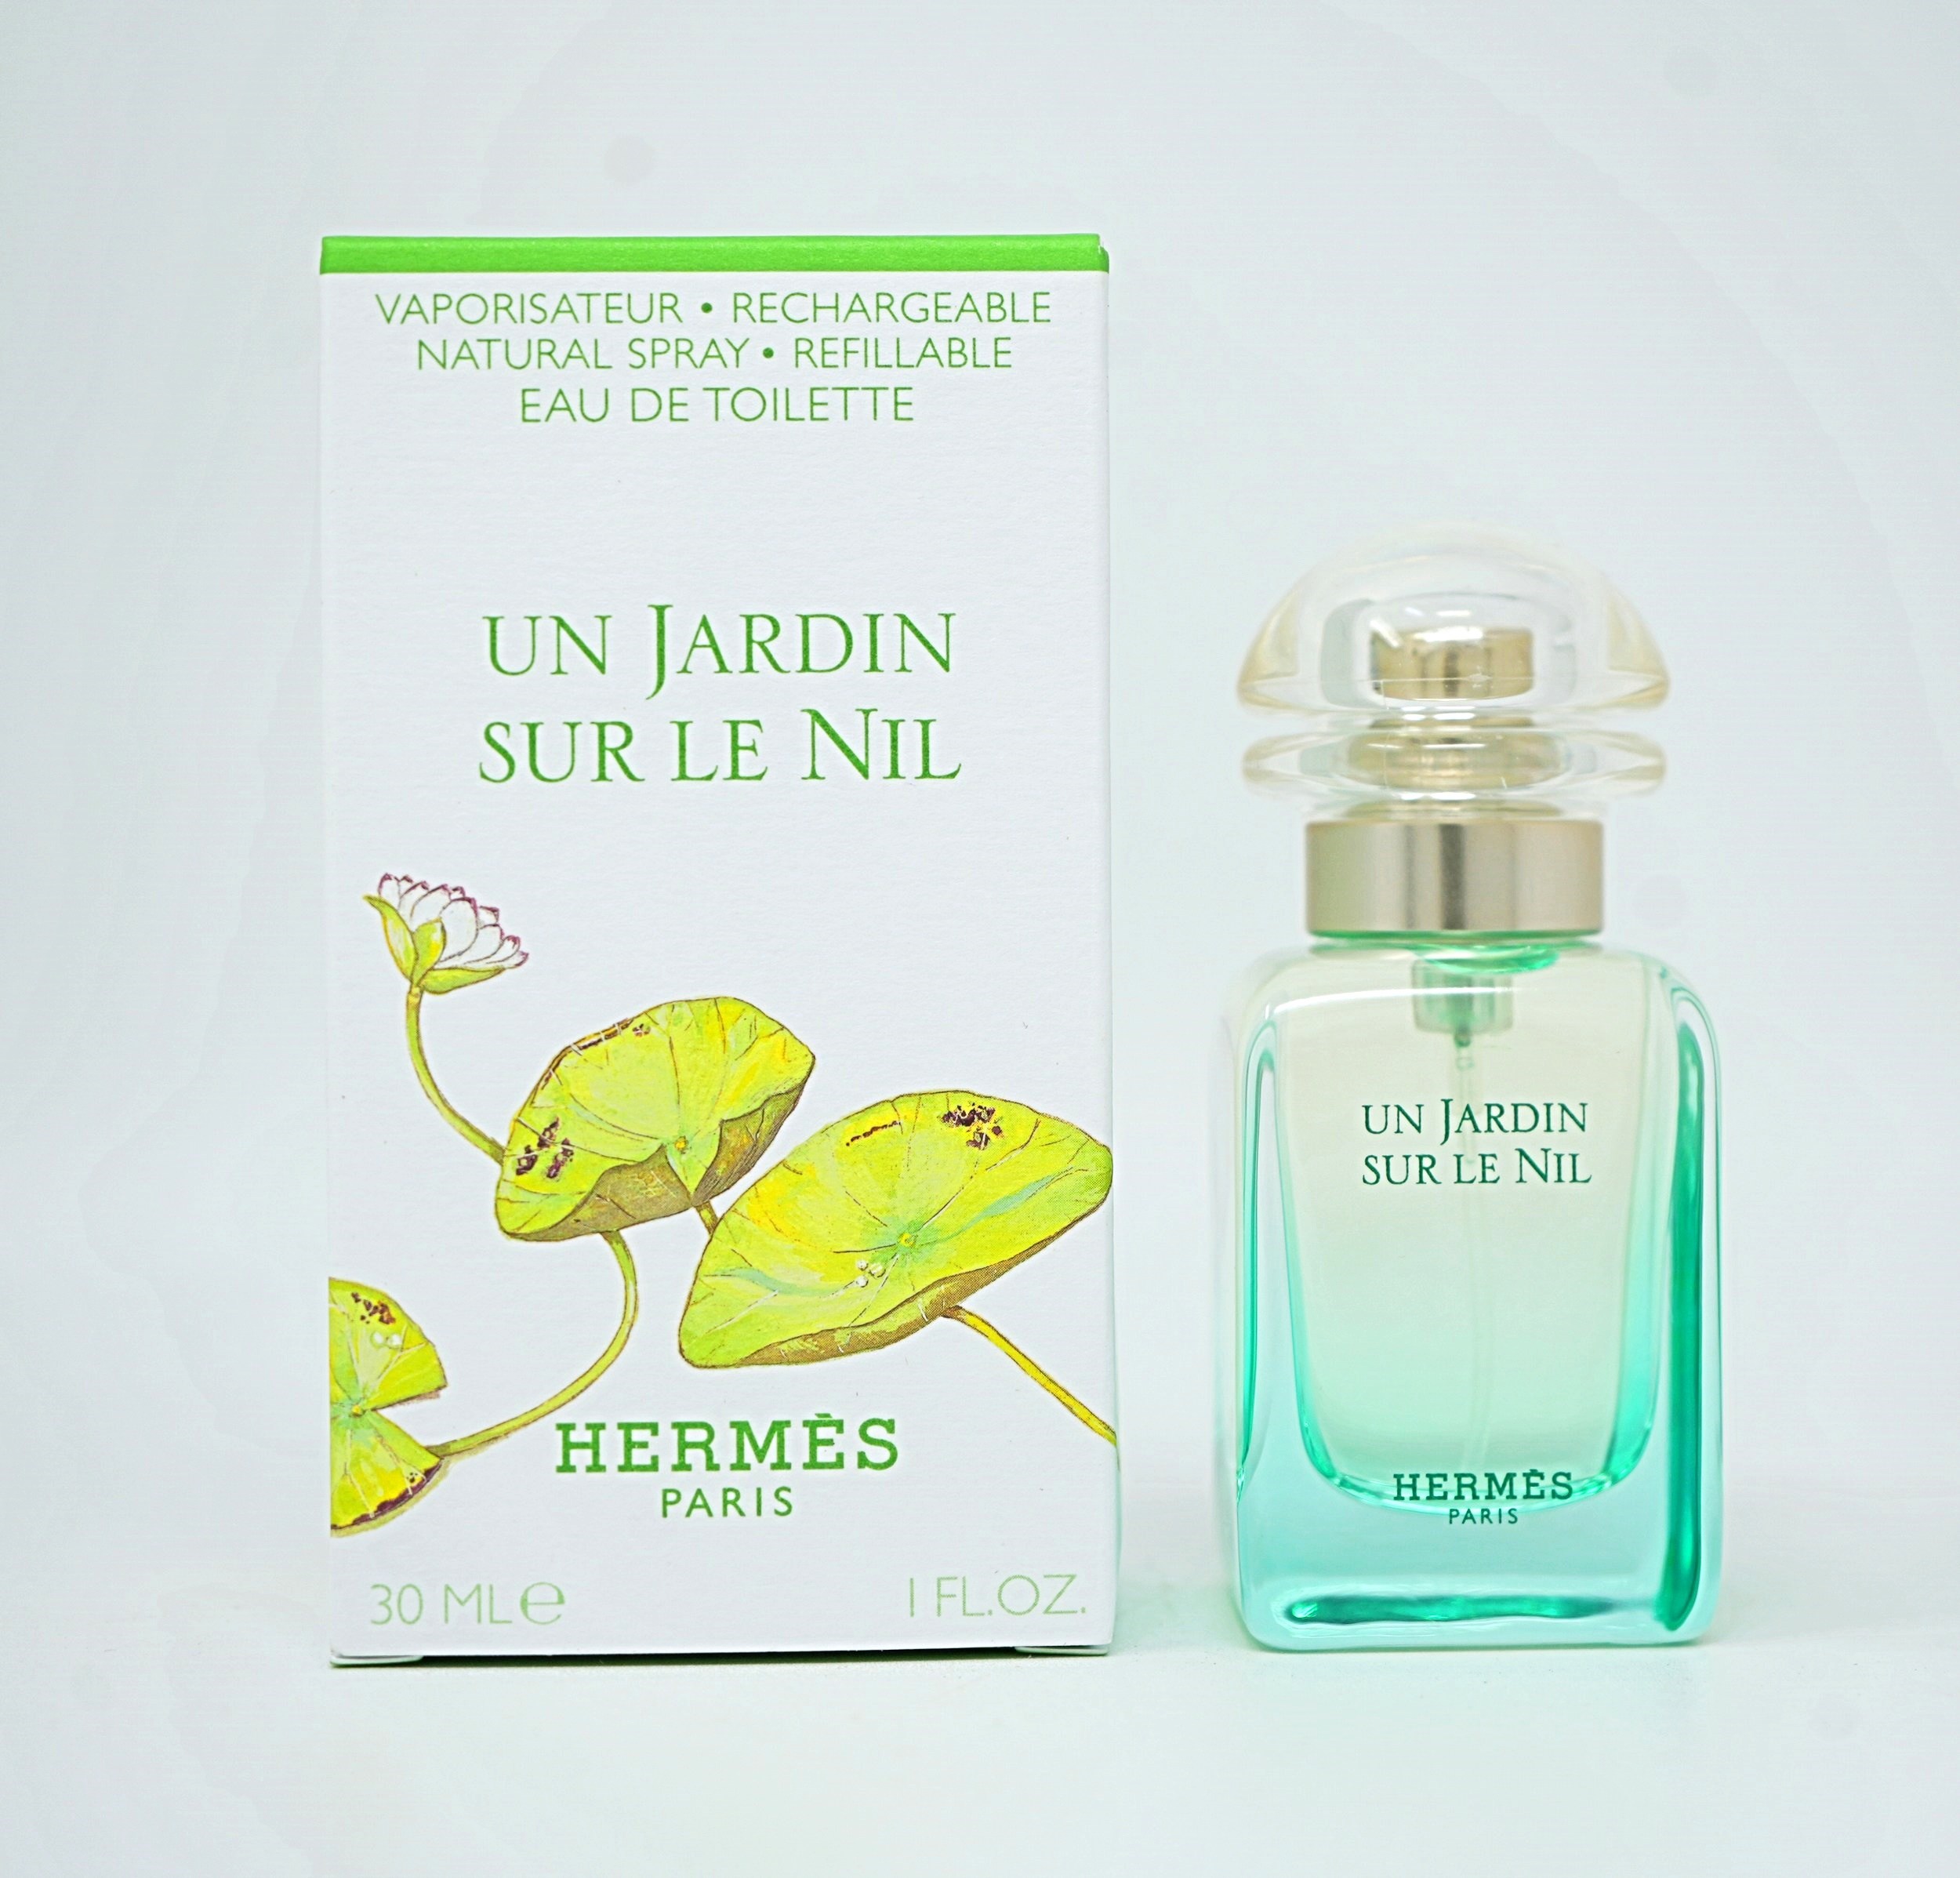 VAPORISATEUR • RECHARGEABLE
NATURAL SPRAY • REFILLABLE
EAU DE TOILETTE
UN JARDIN
SUR LE NIL
HERMÈS
PARIS
30 ML ℮
1 FL.OZ.
UN JARDIN
SUR LE NIL
HERMÈS
PARIS